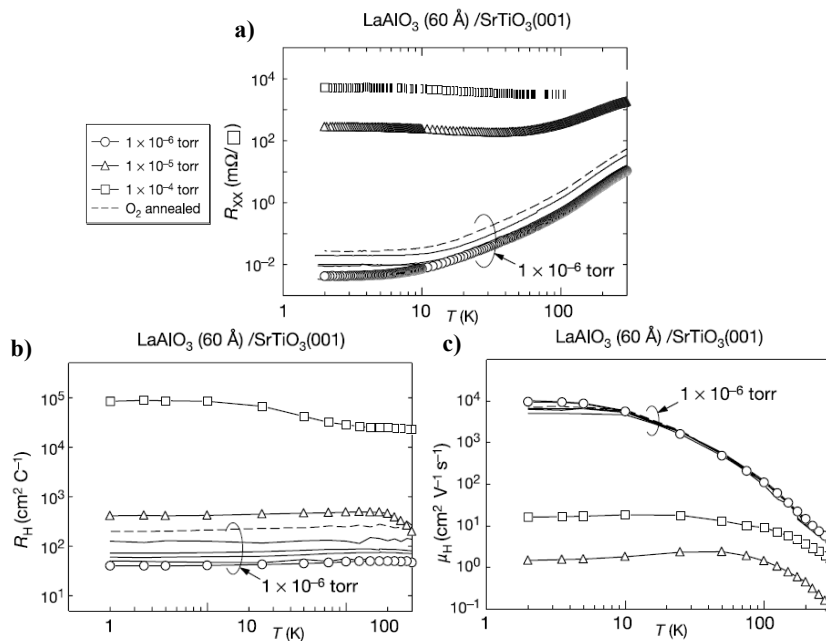 LaAlO3 (60 Å) /SrTiO3(001)
a)
10⁴
10²
10⁰
10⁻²
R_XX (mΩ/□)
1 × 10⁻⁶ torr
1 × 10⁻⁵ torr
1 × 10⁻⁴ torr
O₂ annealed
1 × 10⁻⁶ torr
1
10
100
T (K)
b)
LaAlO₃ (60 Å) /SrTiO₃(001)
10⁵
10⁴
10³
10²
10¹
R_H (cm² C⁻¹)
1 × 10⁻⁶ torr
1
10
100
T (K)
c)
LaAlO₃ (60 Å) /SrTiO₃(001)
10⁴
10³
10²
10¹
10⁰
10⁻¹
μ_H (cm² V⁻¹ s⁻¹)
1 × 10⁻⁶ torr
1
10
100
T (K)